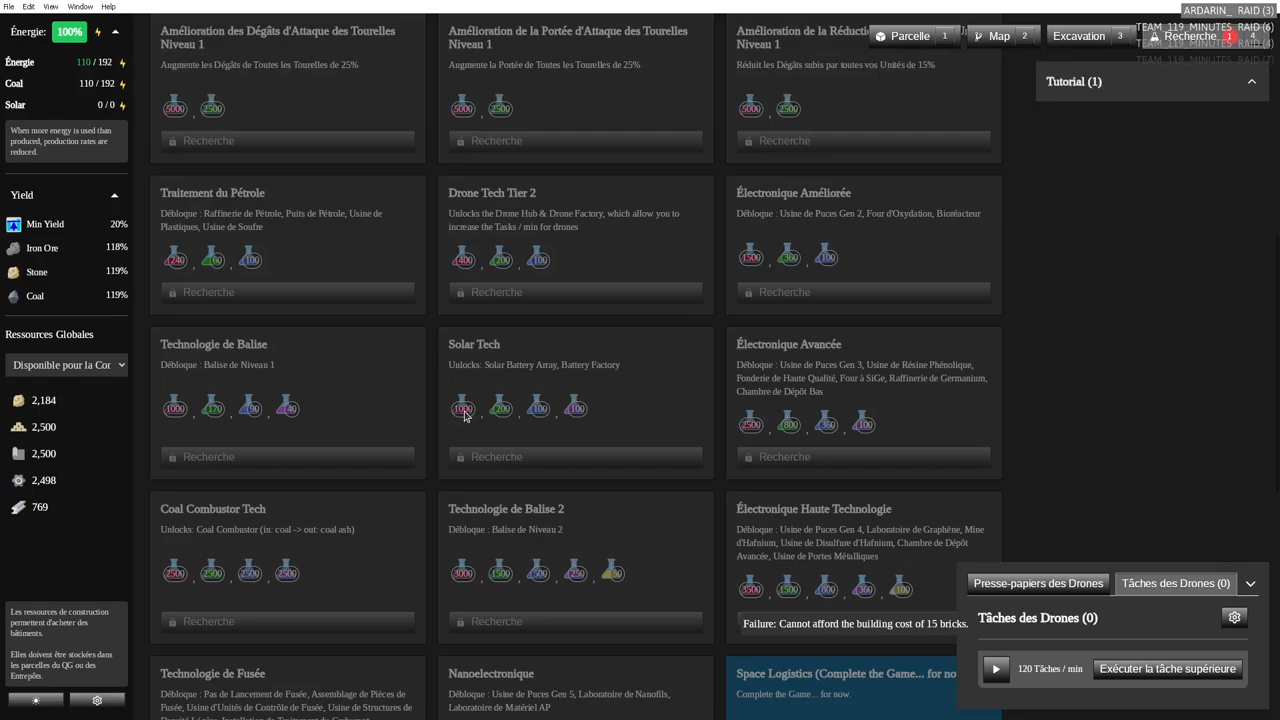 File Edit View Window Help
ARDARIN_ RAID (3)
TEAM_119_MINUTES_RAID (6)
TEAM_119_MINUTES_RAID (4)
Énergie: 100%
Énergie 110 / 192
Coal 110 / 192
Solar 0 / 0
When more energy is used than
produced, production rates are
reduced.
Yield
Min Yield 20%
Iron Ore 118%
Stone 119%
Coal 119%
Ressources Globales
Disponible pour la Cor
2,184
2,500
2,500
2,498
769
Les ressources de construction
permettent d'acheter des
bâtiments.
Elles doivent être stockées dans
les parcelles du QG ou des
Entrepôts.
Parcelle 1
Map 2
Excavation 3
Recherche 1 4
Tutorial (1)
Amélioration des Dégâts d'Attaque des Tourelles
Niveau 1
Augmente les Dégâts de Toutes les Tourelles de 25%
5000 , 2500
Recherche
Amélioration de la Portée d'Attaque des Tourelles
Niveau 1
Augmente la Portée de Toutes les Tourelles de 25%
5000 , 2500
Recherche
Amélioration de la Réductio
Niveau 1
Réduit les Dégâts subis par toutes vos Unités de 15%
5000 , 2500
Recherche
Traitement du Pétrole
Débloque : Raffinerie de Pétrole, Puits de Pétrole, Usine de
Plastiques, Usine de Soufre
240 , 60 , 100
Recherche
Drone Tech Tier 2
Unlocks the Drone Hub & Drone Factory, which allow you to
increase the Tasks / min for drones
400 , 200 , 100
Recherche
Électronique Améliorée
Débloque : Usine de Puces Gen 2, Four d'Oxydation, Bioréacteur
1500 , 360 , 100
Recherche
Technologie de Balise
Débloque : Balise de Niveau 1
1000 , 170 , 90 , 40
Recherche
Solar Tech
Unlocks: Solar Battery Array, Battery Factory
1000 , 200 , 100 , 100
Recherche
Électronique Avancée
Débloque : Usine de Puces Gen 3, Usine de Résine Phénolique,
Fonderie de Haute Qualité, Four à SiGe, Raffinerie de Germanium,
Chambre de Dépôt Bas
2500 , 800 , 360 , 100
Recherche
Coal Combustor Tech
Unlocks: Coal Combustor (in: coal -> out: coal ash)
2500 , 2500 , 2500 , 2500
Recherche
Technologie de Balise 2
Débloque : Balise de Niveau 2
3000 , 1500 , 500 , 250 , 50
Recherche
Électronique Haute Technologie
Débloque : Usine de Puces Gen 4, Laboratoire de Graphène, Mine
d'Hafnium, Usine de Disulfure d'Hafnium, Chambre de Dépôt
Avancée, Usine de Portes Métalliques
3500 , 1500 , 800 , 360 , 100
Failure: Cannot afford the building cost of 15 bricks.
Technologie de Fusée
Débloque : Pas de Lancement de Fusée, Assemblage de Pièces de
Fusée, Usine d'Unités de Contrôle de Fusée, Usine de Structures de
Nanoelectronique
Débloque : Usine de Puces Gen 5, Laboratoire de Nanofils,
Laboratoire de Matériel AP
Space Logistics (Complete the Game... for no
Complete the Game... for now.
Presse-papiers des Drones
Tâches des Drones (0)
Tâches des Drones (0)
120 Tâches / min
Exécuter la tâche supérieure